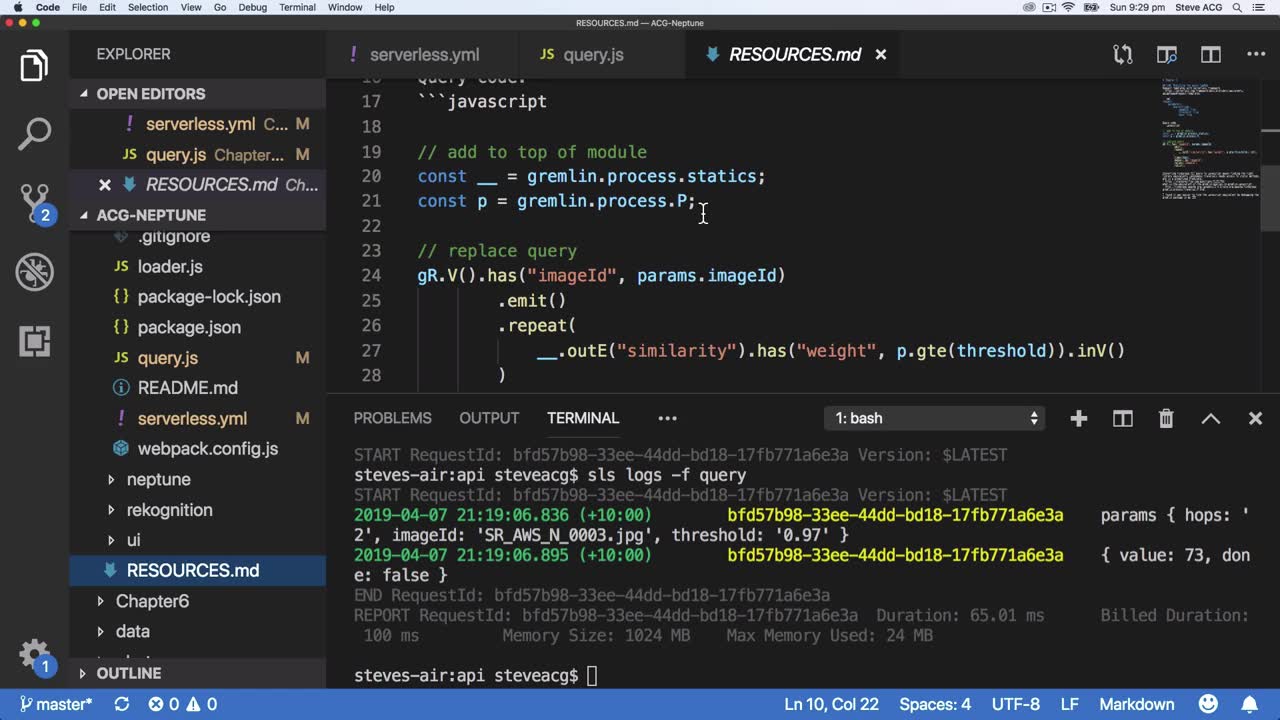 Code File Edit Selection View Go Debug Terminal Window Help Sun 9:29 pm Steve ACG
RESOURCES.md — ACG-Neptune
EXPLORER
OPEN EDITORS
! serverless.yml C... M
JS query.js Chapter... M
RESOURCES.md Ch...
ACG-NEPTUNE
.gitignore
JS loader.js
{} package-lock.json
{} package.json
JS query.js M
README.md
! serverless.yml M
webpack.config.js
neptune
rekognition
ui
RESOURCES.md
Chapter6
data
OUTLINE
2
1
! serverless.yml JS query.js RESOURCES.md
16 Query code:
17 ```javascript
18
19 // add to top of module
20 const __ = gremlin.process.statics;
21 const p = gremlin.process.P;
22
23 // replace query
24 gR.V().has("imageId", params.imageId)
25 .emit()
26 .repeat(
27 __.outE("similarity").has("weight", p.gte(threshold)).inV()
28 )
PROBLEMS OUTPUT TERMINAL ··· 1: bash
START RequestId: bfd57b98-33ee-44dd-bd18-17fb771a6e3a Version: $LATEST
steves-air:api steveacg$ sls logs -f query
START RequestId: bfd57b98-33ee-44dd-bd18-17fb771a6e3a Version: $LATEST
2019-04-07 21:19:06.836 (+10:00) bfd57b98-33ee-44dd-bd18-17fb771a6e3a params { hops: '
2', imageId: 'SR_AWS_N_0003.jpg', threshold: '0.97' }
2019-04-07 21:19:06.895 (+10:00) bfd57b98-33ee-44dd-bd18-17fb771a6e3a { value: 73, don
e: false }
END RequestId: bfd57b98-33ee-44dd-bd18-17fb771a6e3a
REPORT RequestId: bfd57b98-33ee-44dd-bd18-17fb771a6e3a Duration: 65.01 ms Billed Duration:
100 ms Memory Size: 1024 MB Max Memory Used: 24 MB
steves-air:api steveacg$
master* 0 0 Ln 10, Col 22 Spaces: 4 UTF-8 LF Markdown